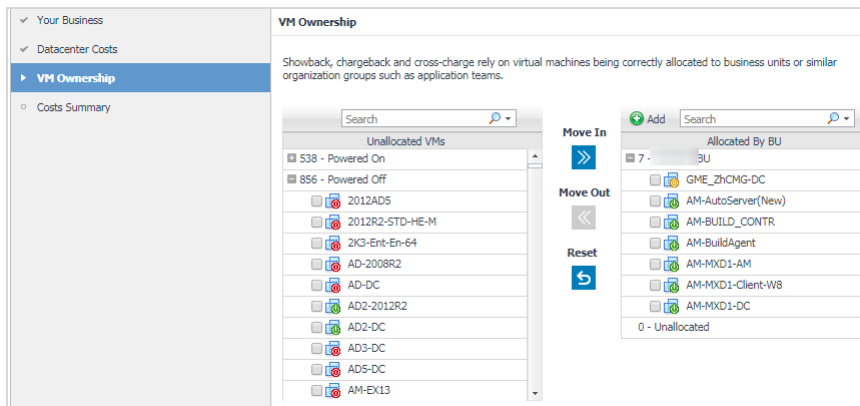 Your Business
Datacenter Costs
VM Ownership
Costs Summary
VM Ownership
Showback, chargeback and cross-charge rely on virtual machines being correctly allocated to business units or similar
organization groups such as application teams.
Search
Unallocated VMs
538 - Powered On
856 - Powered Off
2012AD5
2012R2-STD-HE-M
2K3-Ent-En-64
AD-2008R2
AD-DC
AD2-2012R2
AD2-DC
AD3-DC
AD5-DC
AM-EX13
Move In
Move Out
Reset
Add
Search
Allocated By BU
7 - BU
GME_ZhCMG-DC
AM-AutoServer(New)
AM-BUILD_CONTR
AM-BuildAgent
AM-MXD1-AM
AM-MXD1-Client-W8
AM-MXD1-DC
0 - Unallocated